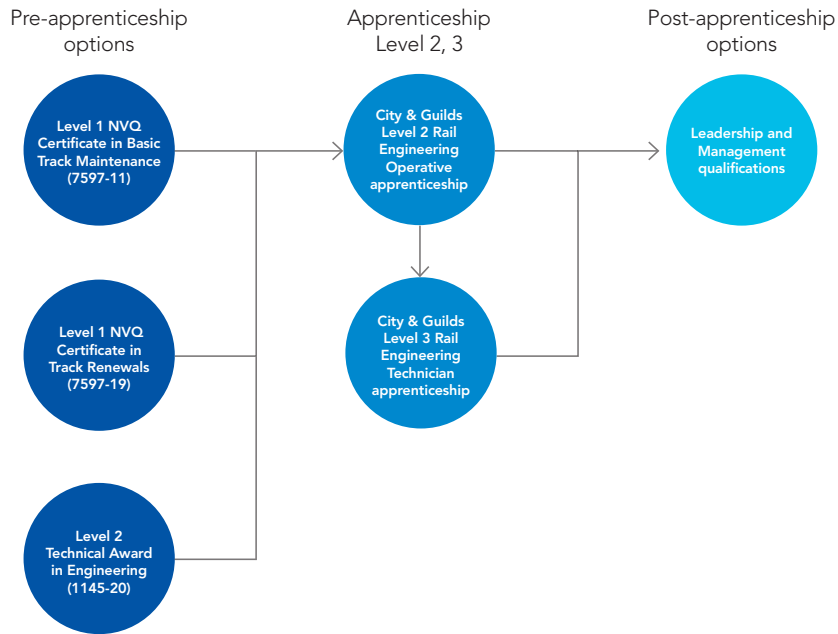 Pre-apprenticeship
options
Apprenticeship
Level 2, 3
Post-apprenticeship
options
Level 1 NVQ
Certificate in Basic
Track Maintenance
(7597-11)
City & Guilds
Level 2 Rail
Engineering
Operative
apprenticeship
Leadership and
Management
qualifications
Level 1 NVQ
Certificate in
Track Renewals
(7597-19)
City & Guilds
Level 3 Rail
Engineering
Technician
apprenticeship
Level 2
Technical Award
in Engineering
(1145-20)